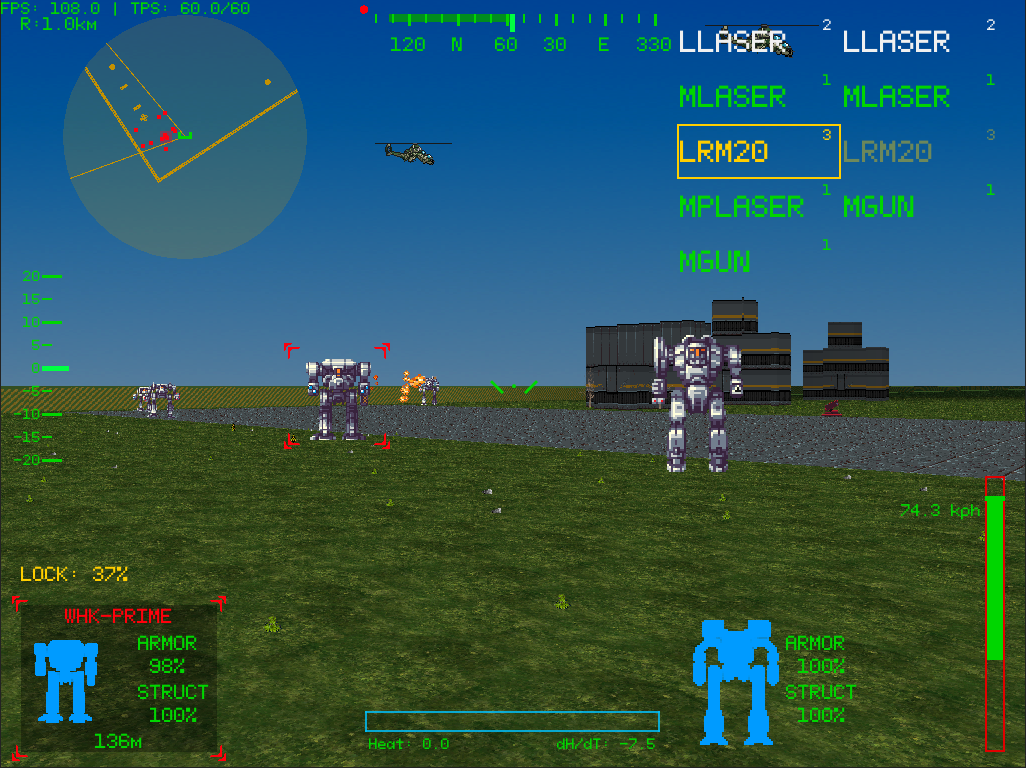 FPS: 108.0 | TPS: 60.0/60
R:1.0км
120 N 60 30 E 330
LLASER 2 LLASER 2
MLASER 1 MLASER 1
LRM20 3 LRM20 3
MPLASER 1 MGUN 1
MGUN 1
20
15
10
5
0
-5
-10
-15
-20
74.3 kph
LOCK: 37%
WHK-PRIME
ARMOR
98%
STRUCT
100%
136м
ARMOR
100%
STRUCT
100%
Heat: 0.0 dH/dT: -7.5